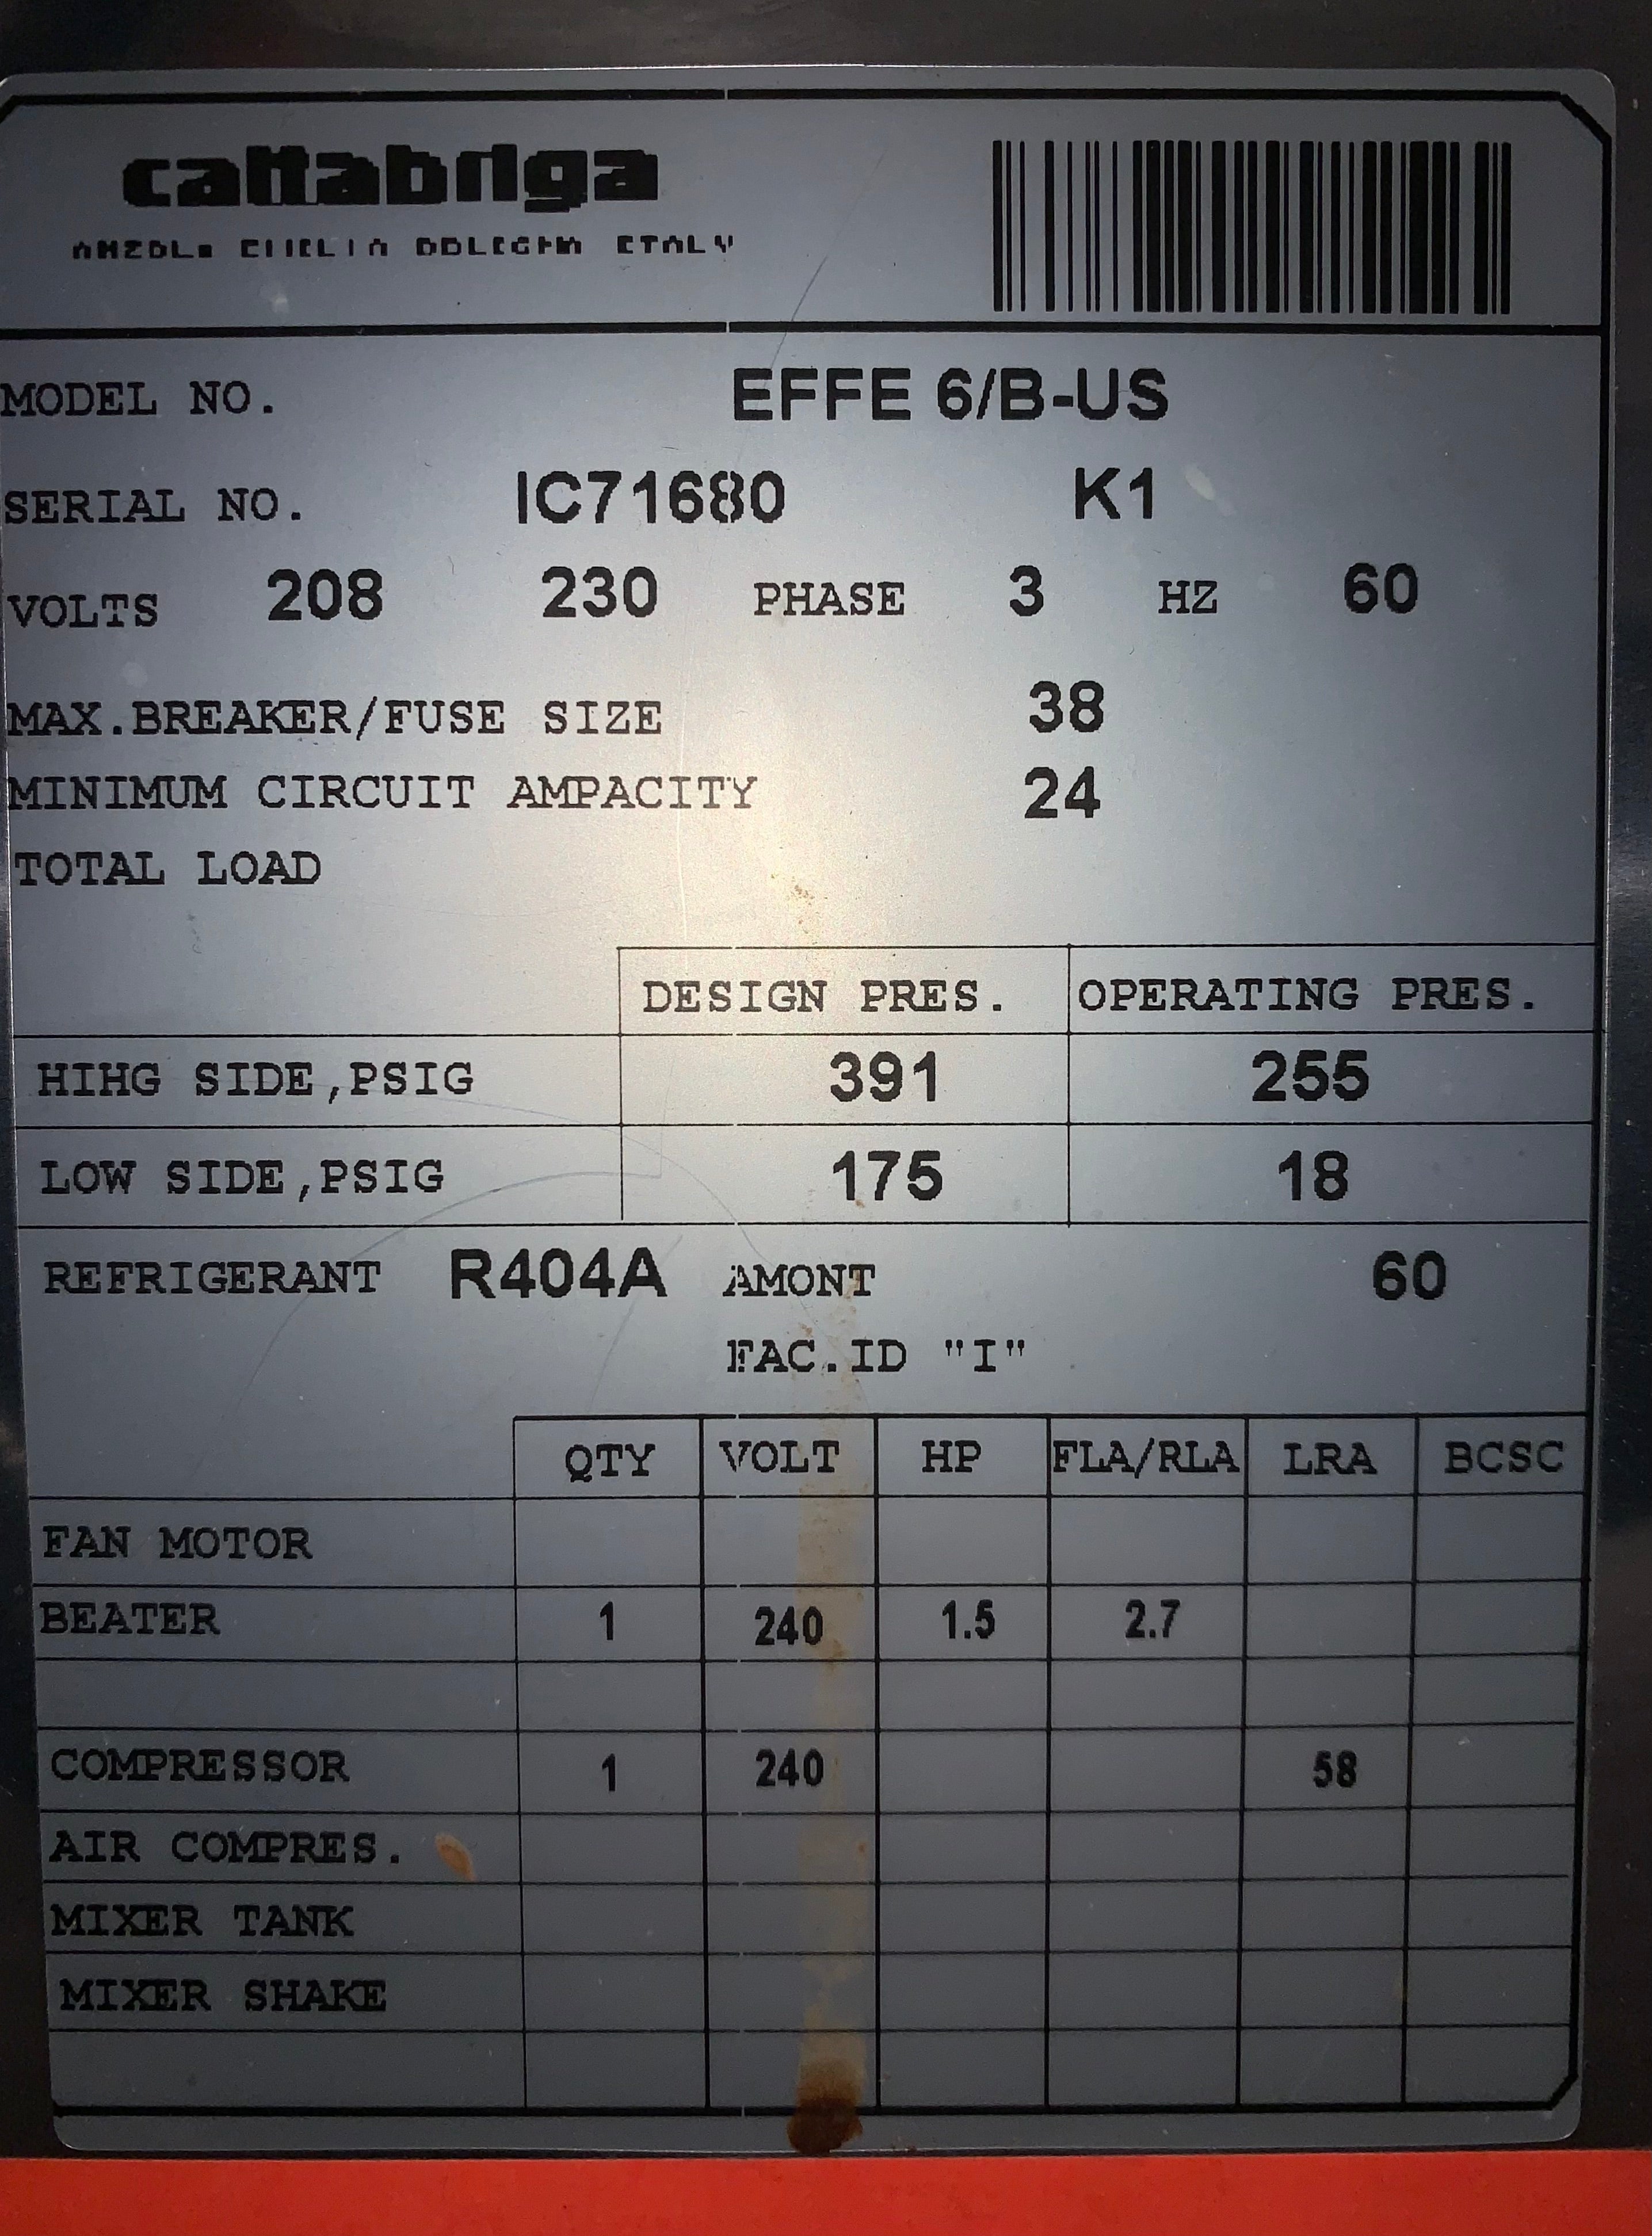 cattabriga
MODEL NO. EFFE 6/B-US
SERIAL NO. IC71680 K1
VOLTS 208 230 PHASE 3 HZ 60
MAX.BREAKER/FUSE SIZE 38
MINIMUM CIRCUIT AMPACITY 24
TOTAL LOAD
DESIGN PRES. OPERATING PRES.
HIHG SIDE,PSIG 391 255
LOW SIDE,PSIG 175 18
REFRIGERANT R404A AMONT 60
FAC.ID "I"
QTY VOLT HP FLA/RLA LRA BCSC
FAN MOTOR
BEATER 1 240 1.5 2.7
COMPRESSOR 1 240 58
AIR COMPRES.
MIXER TANK
MIXER SHAKE